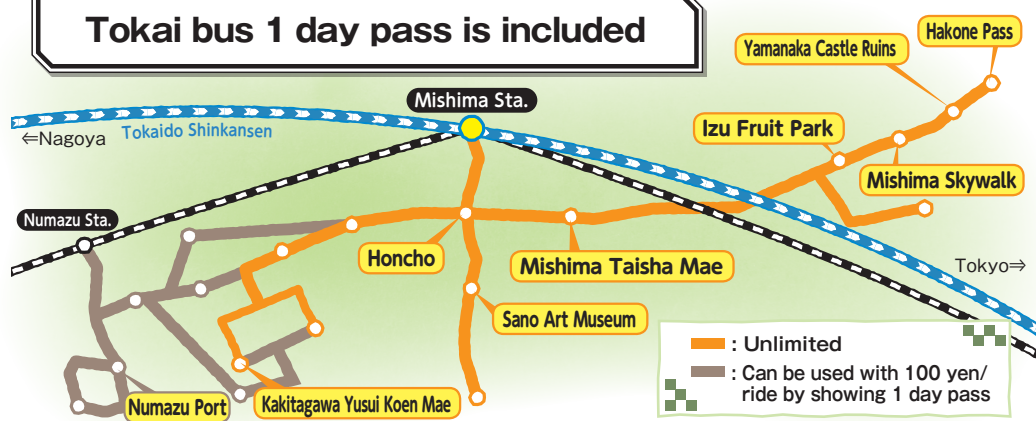 Tokai bus 1 day pass is included
Hakone Pass
Yamanaka Castle Ruins
Mishima Sta.
⇐Nagoya
Tokaido Shinkansen
Izu Fruit Park
Mishima Skywalk
Numazu Sta.
Honcho
Mishima Taisha Mae
Tokyo⇒
Sano Art Museum
: Unlimited
: Can be used with 100 yen/
ride by showing 1 day pass
Numazu Port
Kakitagawa Yusui Koen Mae